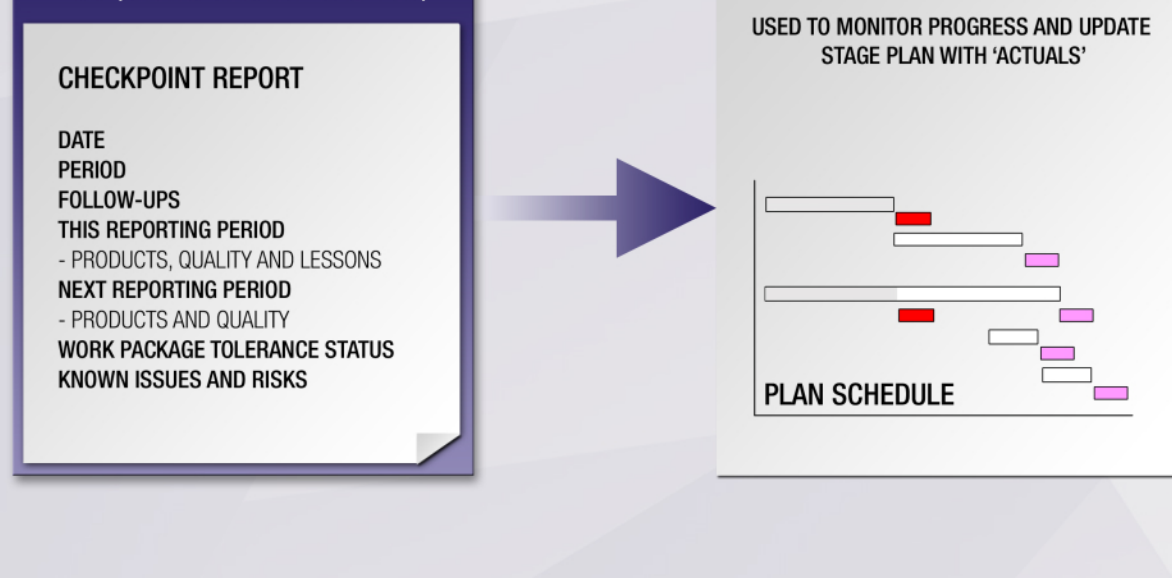 CHECKPOINT REPORT
DATE
PERIOD
FOLLOW-UPS
THIS REPORTING PERIOD
- PRODUCTS, QUALITY AND LESSONS
NEXT REPORTING PERIOD
- PRODUCTS AND QUALITY
WORK PACKAGE TOLERANCE STATUS
KNOWN ISSUES AND RISKS
USED TO MONITOR PROGRESS AND UPDATE
STAGE PLAN WITH ‘ACTUALS’
PLAN SCHEDULE